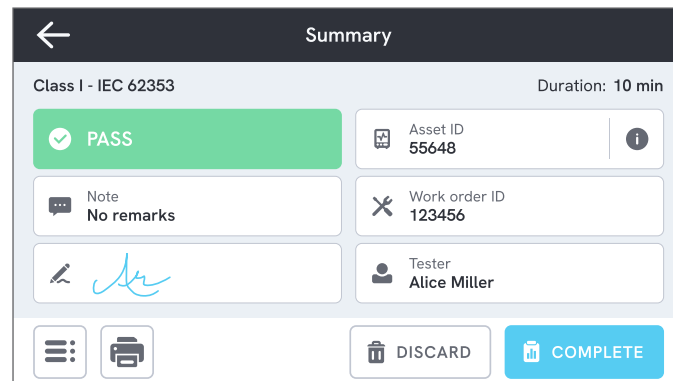 Summary
Class I - IEC 62353
Duration: 10 min
PASS
Asset ID
55648
Note
No remarks
Work order ID
123456
Tester
Alice Miller
DISCARD
COMPLETE